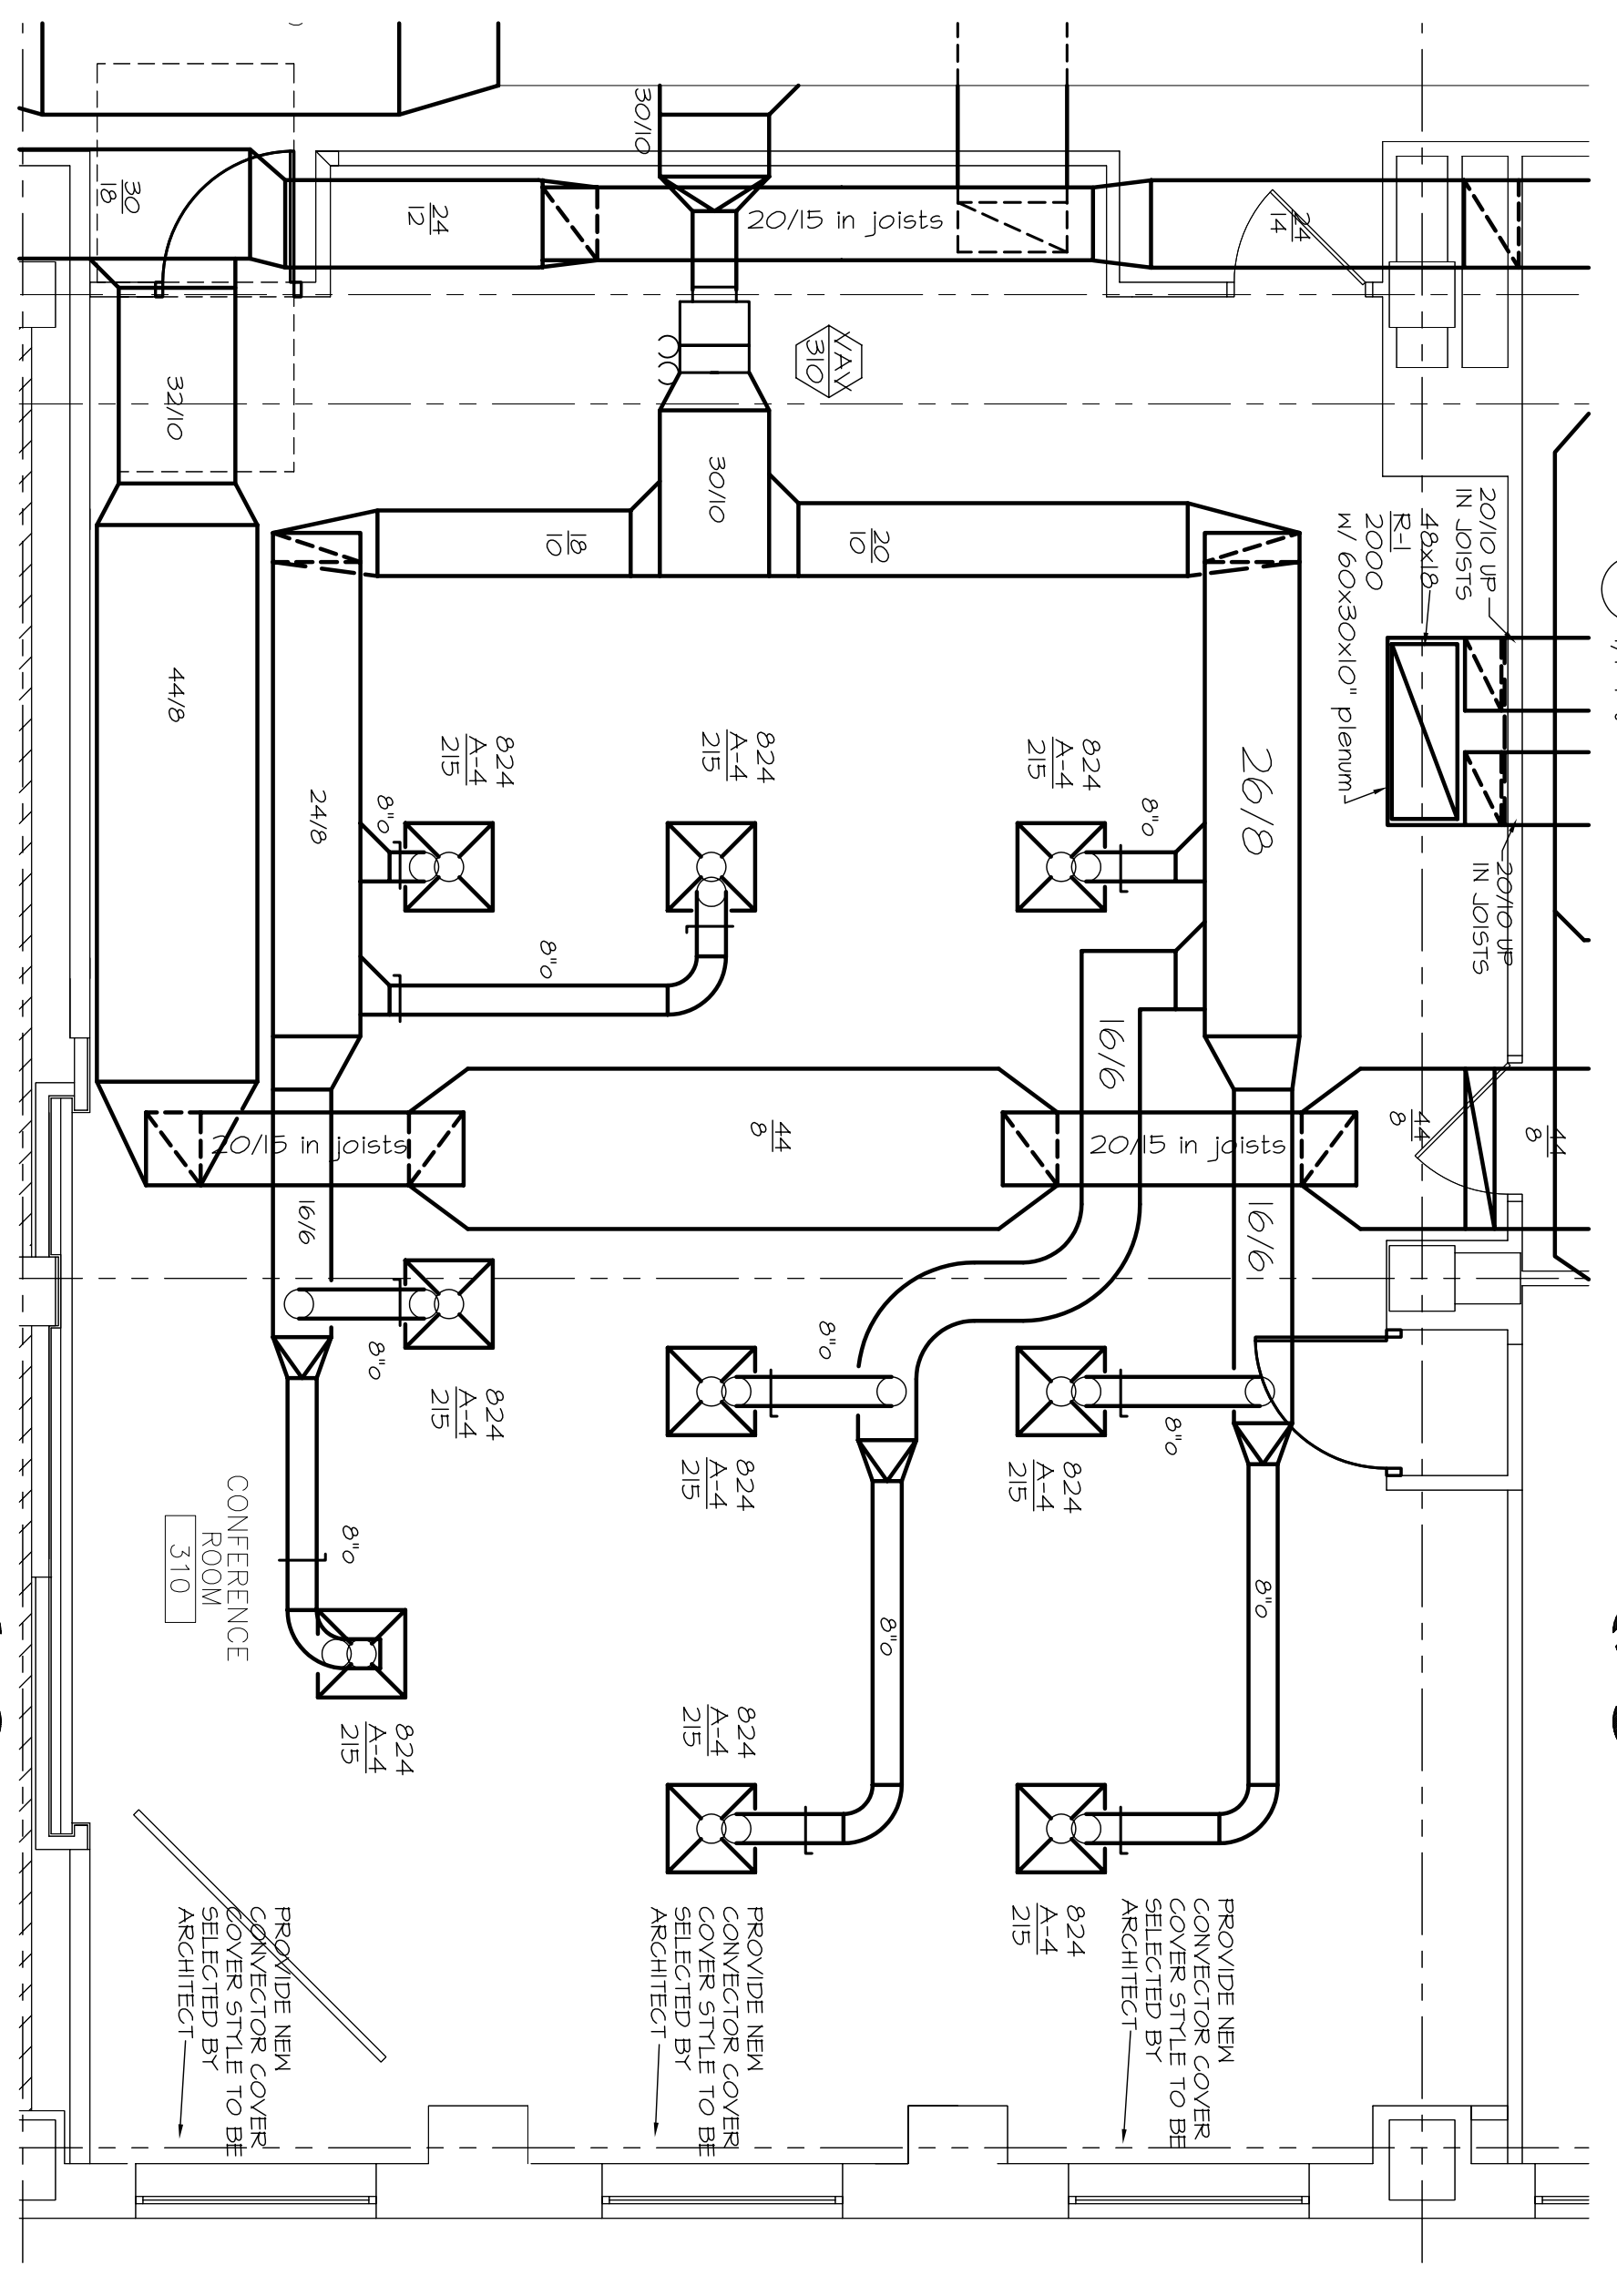 30/10
30
18
24
12
20/15 in joists
24
14
VAV
310
32/10
30/10
18
10
20
10
20/10 UP
IN JOISTS
48x18
R-1
2000
W/ 60x30x10" plenum
44/8
24/8
26/8
824
A-4
215
824
A-4
215
824
A-4
215
8"o
8"o
8"o
20/10 UP
IN JOISTS
16/6
20/15 in joists
44
8
20/15 in joists
44
8
44
8
16/6
16/6
8"o
8"o
8"o
824
A-4
215
824
A-4
215
824
A-4
215
CONFERENCE
ROOM
310
8"o
8"o
8"o
824
A-4
215
824
A-4
215
824
A-4
215
PROVIDE NEW
CONVECTOR COVER
COVER STYLE TO BE
SELECTED BY
ARCHITECT
PROVIDE NEW
CONVECTOR COVER
COVER STYLE TO BE
SELECTED BY
ARCHITECT
PROVIDE NEW
CONVECTOR COVER
COVER STYLE TO BE
SELECTED BY
ARCHITECT